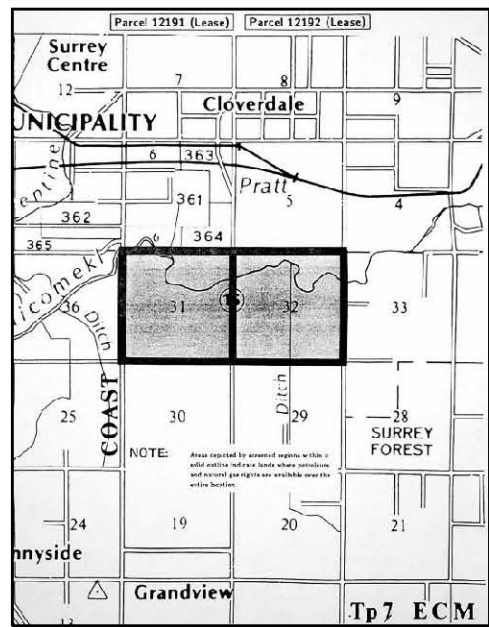 Parcel 12191 (Lease) Parcel 12192 (Lease)
Surrey
Centre
7
8
9
12
Cloverdale
UNICIPALITY
6
363
Pratt
5
4
entine
361
362
364
6
365
icomekl
36
31
32
33
Ditch
COAST
25
30
29
28
Ditch
SURREY
FOREST
NOTE: Areas depicted by screened regions within a
solid outline indicate lands where petroleum
and natural gas rights are available over the
entire location.
24
19
20
21
nnyside
Grandview
13
Tp 7 ECM